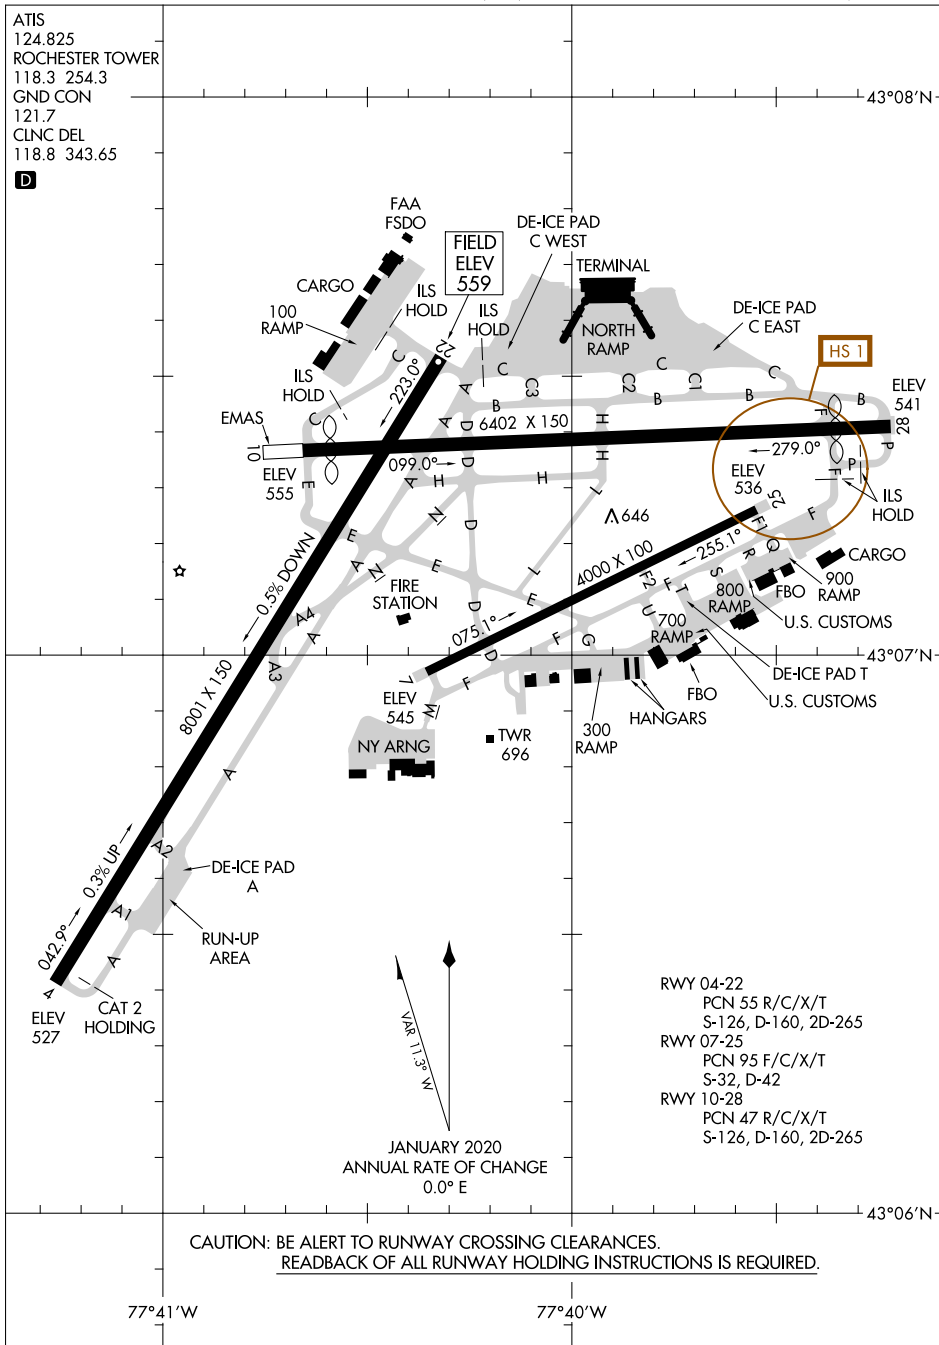 ATIS
124.825
ROCHESTER TOWER
118.3 254.3
GND CON
121.7
CLNC DEL
118.8 343.65
D
43°08'N
FAA
FSDO
CARGO
100
RAMP
ILS
HOLD
FIELD
ELEV
559
DE-ICE PAD
C WEST
ILS
HOLD
TERMINAL
NORTH
RAMP
DE-ICE PAD
C EAST
HS 1
ILS
HOLD
C
22
223.0°
A
C
C3
C2
C
C1
C
B
B
B
F
ELEV
541
28
P
EMAS
10
C
A
D
6402 X 150
H
H
ELEV
555
099.0°
D
279.0°
ELEV
536
25
P
F
ILS
HOLD
E
A
H
H
L
N
D
646
F1
F
E
N
A
E
L
4000 X 100
255.1°
R
Q
CARGO
0.5% DOWN
FIRE
STATION
E
F2
F
S
T
800
RAMP
FBO
900
RAMP
U.S. CUSTOMS
A4
A
D
075.1°
F
G
U
700
RAMP
A3
D
DE-ICE PAD T
8001 X 150
7
F
ELEV
545
W
HANGARS
FBO
U.S. CUSTOMS
300
RAMP
NY ARNG
TWR
696
A
A2
0.3% UP
DE-ICE PAD
A
A1
RUN-UP
AREA
042.9°
A
4
ELEV
527
CAT 2
HOLDING
VAR 11.3° W
JANUARY 2020
ANNUAL RATE OF CHANGE
0.0° E
43°07'N
RWY 04-22
PCN 55 R/C/X/T
S-126, D-160, 2D-265
RWY 07-25
PCN 95 F/C/X/T
S-32, D-42
RWY 10-28
PCN 47 R/C/X/T
S-126, D-160, 2D-265
43°06'N
CAUTION: BE ALERT TO RUNWAY CROSSING CLEARANCES.
READBACK OF ALL RUNWAY HOLDING INSTRUCTIONS IS REQUIRED.
77°41'W
77°40'W